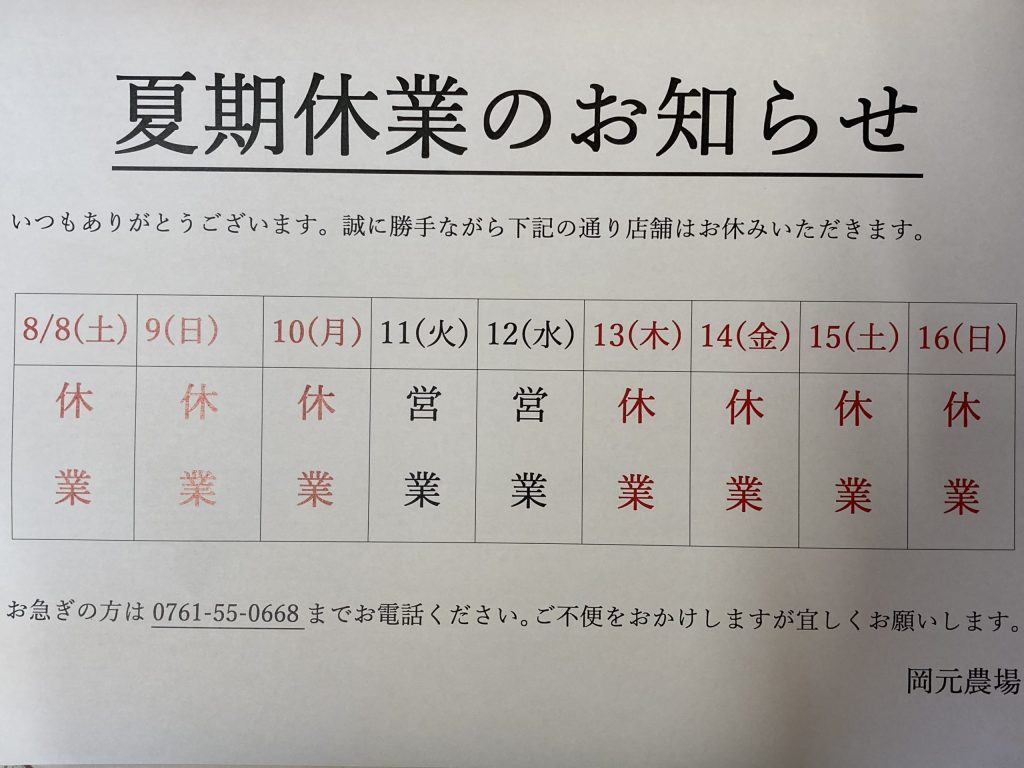 夏期休業のお知らせ
いつもありがとうございます。誠に勝手ながら下記の通り店舗はお休みいただきます。
8/8(土) 9(日) 10(月) 11(火) 12(水) 13(木) 14(金) 15(土) 16(日)
休業 休業 休業 営業 営業 休業 休業 休業 休業
お急ぎの方は 0761-55-0668 までお電話ください。ご不便をおかけしますが宜しくお願いします。
岡元農場